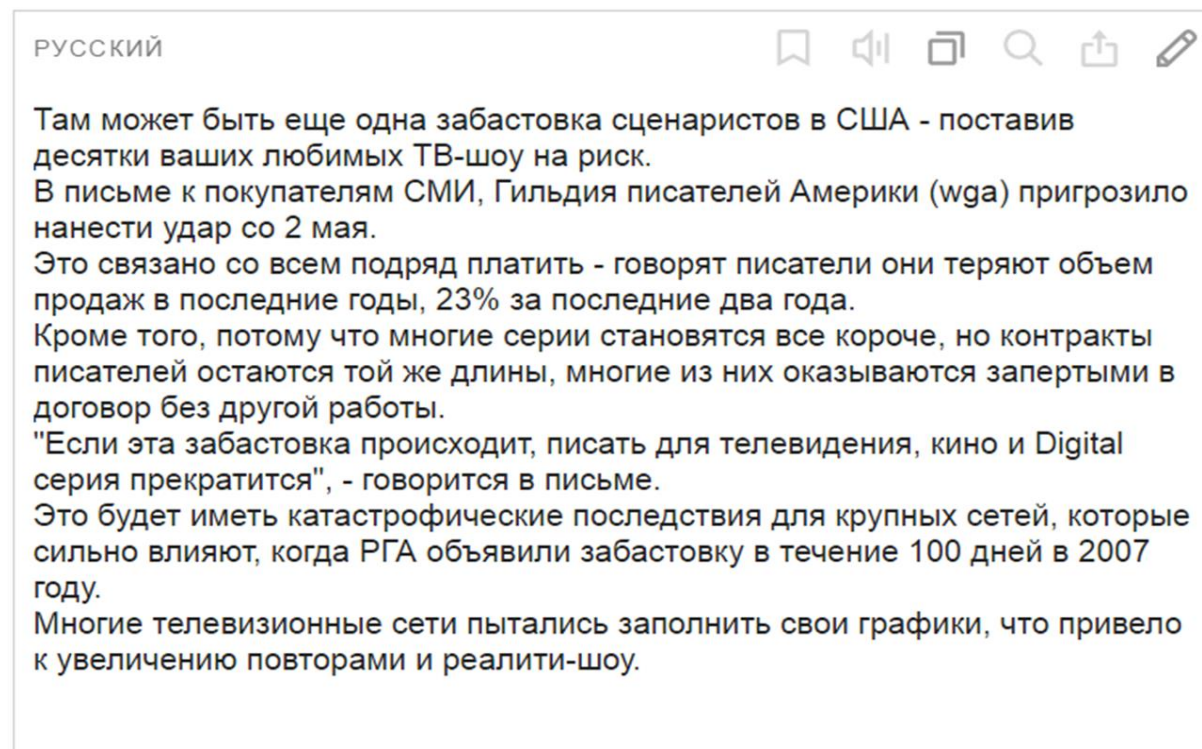 РУССКИЙ
Там может быть еще одна забастовка сценаристов в США - поставив
десятки ваших любимых ТВ-шоу на риск.
В письме к покупателям СМИ, Гильдия писателей Америки (wga) пригрозило
нанести удар со 2 мая.
Это связано со всем подряд платить - говорят писатели они теряют объем
продаж в последние годы, 23% за последние два года.
Кроме того, потому что многие серии становятся все короче, но контракты
писателей остаются той же длины, многие из них оказываются запертыми в
договор без другой работы.
"Если эта забастовка происходит, писать для телевидения, кино и Digital
серия прекратится", - говорится в письме.
Это будет иметь катастрофические последствия для крупных сетей, которые
сильно влияют, когда РГА объявили забастовку в течение 100 дней в 2007
году.
Многие телевизионные сети пытались заполнить свои графики, что привело
к увеличению повторами и реалити-шоу.